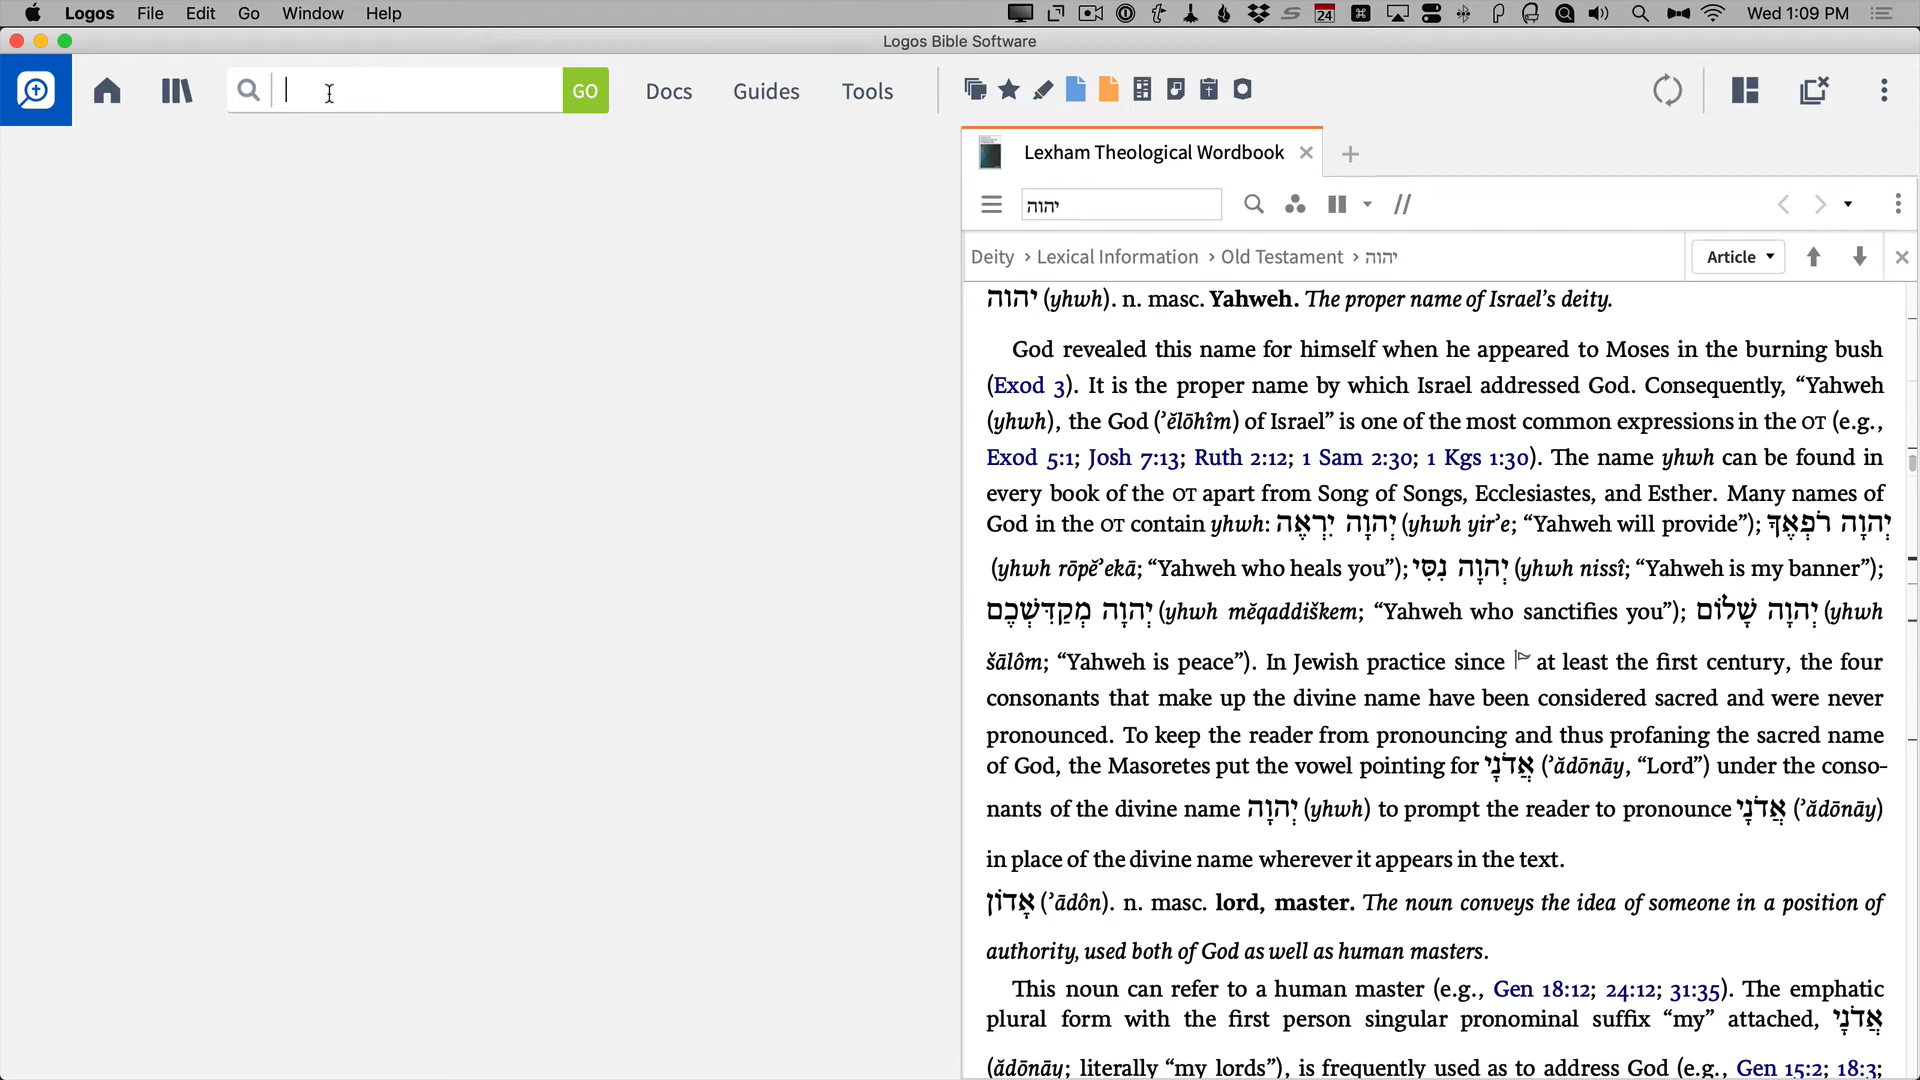 Logos File Edit Go Window Help
24
Wed 1:09 PM
Logos Bible Software
GO Docs Guides Tools
Lexham Theological Wordbook
יהוה
Deity › Lexical Information › Old Testament › יהוה
Article
יהוה (yhwh). n. masc. Yahweh. The proper name of Israel’s deity.
God revealed this name for himself when he appeared to Moses in the burning bush
(Exod 3). It is the proper name by which Israel addressed God. Consequently, “Yahweh
(yhwh), the God (ʾĕlōhîm) of Israel” is one of the most common expressions in the OT (e.g.,
Exod 5:1; Josh 7:13; Ruth 2:12; 1 Sam 2:30; 1 Kgs 1:30). The name yhwh can be found in
every book of the OT apart from Song of Songs, Ecclesiastes, and Esther. Many names of
God in the OT contain yhwh: יְהוָה יִרְאֶה (yhwh yir’e; “Yahweh will provide”); יְהוָה רֹפְאֶךָ
(yhwh rōpĕʾekā; “Yahweh who heals you”); יְהוָה נִסִּי (yhwh nissî; “Yahweh is my banner”);
יְהוָה מְקַדִּשְׁכֶם (yhwh mĕqaddiškem; “Yahweh who sanctifies you”); יְהוָה שָׁלוֹם (yhwh
šālôm; “Yahweh is peace”). In Jewish practice since at least the first century, the four
consonants that make up the divine name have been considered sacred and were never
pronounced. To keep the reader from pronouncing and thus profaning the sacred name
of God, the Masoretes put the vowel pointing for אֲדֹנָי (ʾădōnāy, “Lord”) under the conso-
nants of the divine name יְהוָה (yhwh) to prompt the reader to pronounce אֲדֹנָי (ʾădōnāy)
in place of the divine name wherever it appears in the text.
אָדוֹן (ʾādôn). n. masc. lord, master. The noun conveys the idea of someone in a position of
authority, used both of God as well as human masters.
This noun can refer to a human master (e.g., Gen 18:12; 24:12; 31:35). The emphatic
plural form with the first person singular pronominal suffix “my” attached, אֲדֹנָי
(ădōnāy; literally “my lords”), is frequently used as to address God (e.g., Gen 15:2; 18:3;